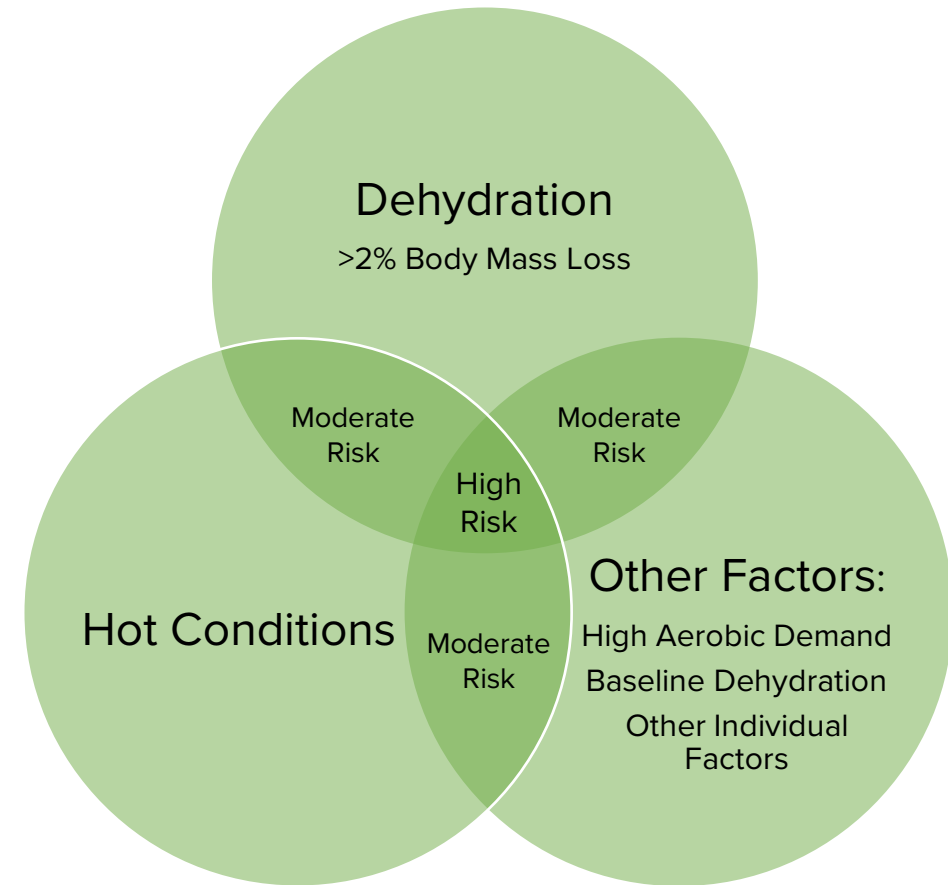 Dehydration
>2% Body Mass Loss
Moderate
Risk
Moderate
Risk
High
Risk
Hot Conditions
Moderate
Risk
Other Factors:
High Aerobic Demand
Baseline Dehydration
Other Individual
Factors